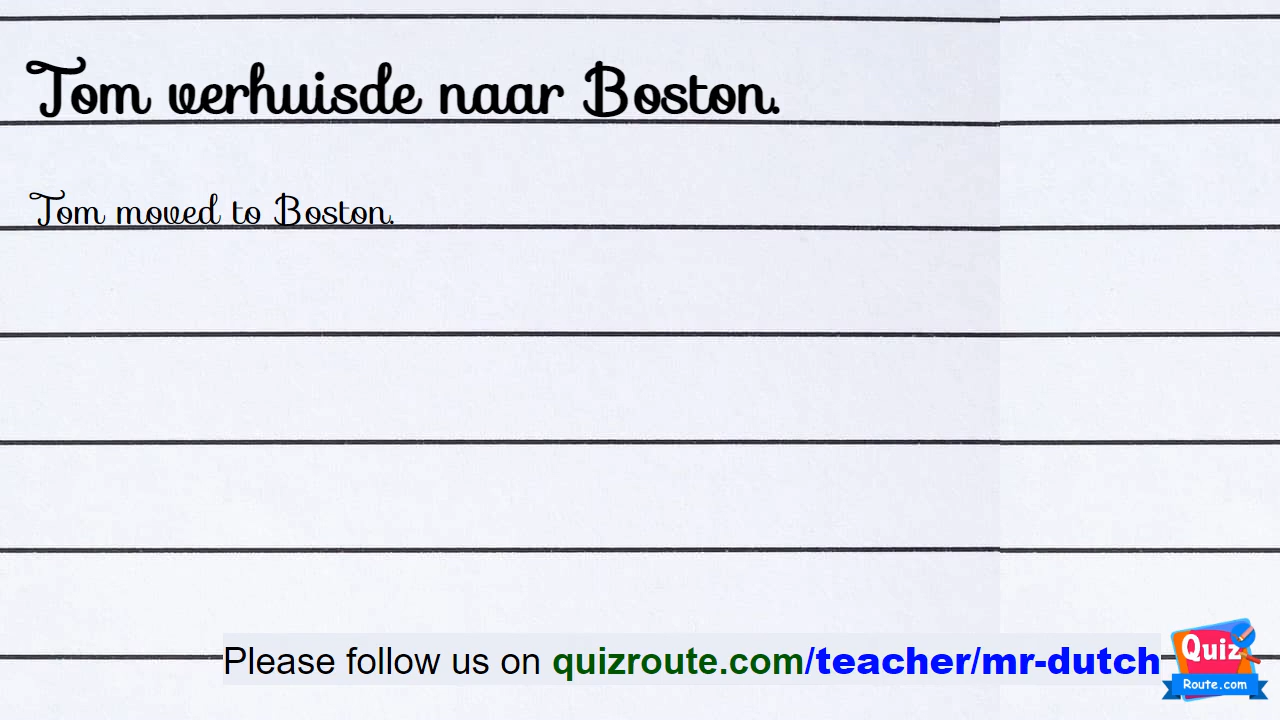 Tom verhuisde naar Boston.
Tom moved to Boston.
Please follow us on quizroute.com/teacher/mr-dutch
Quiz
Route.com